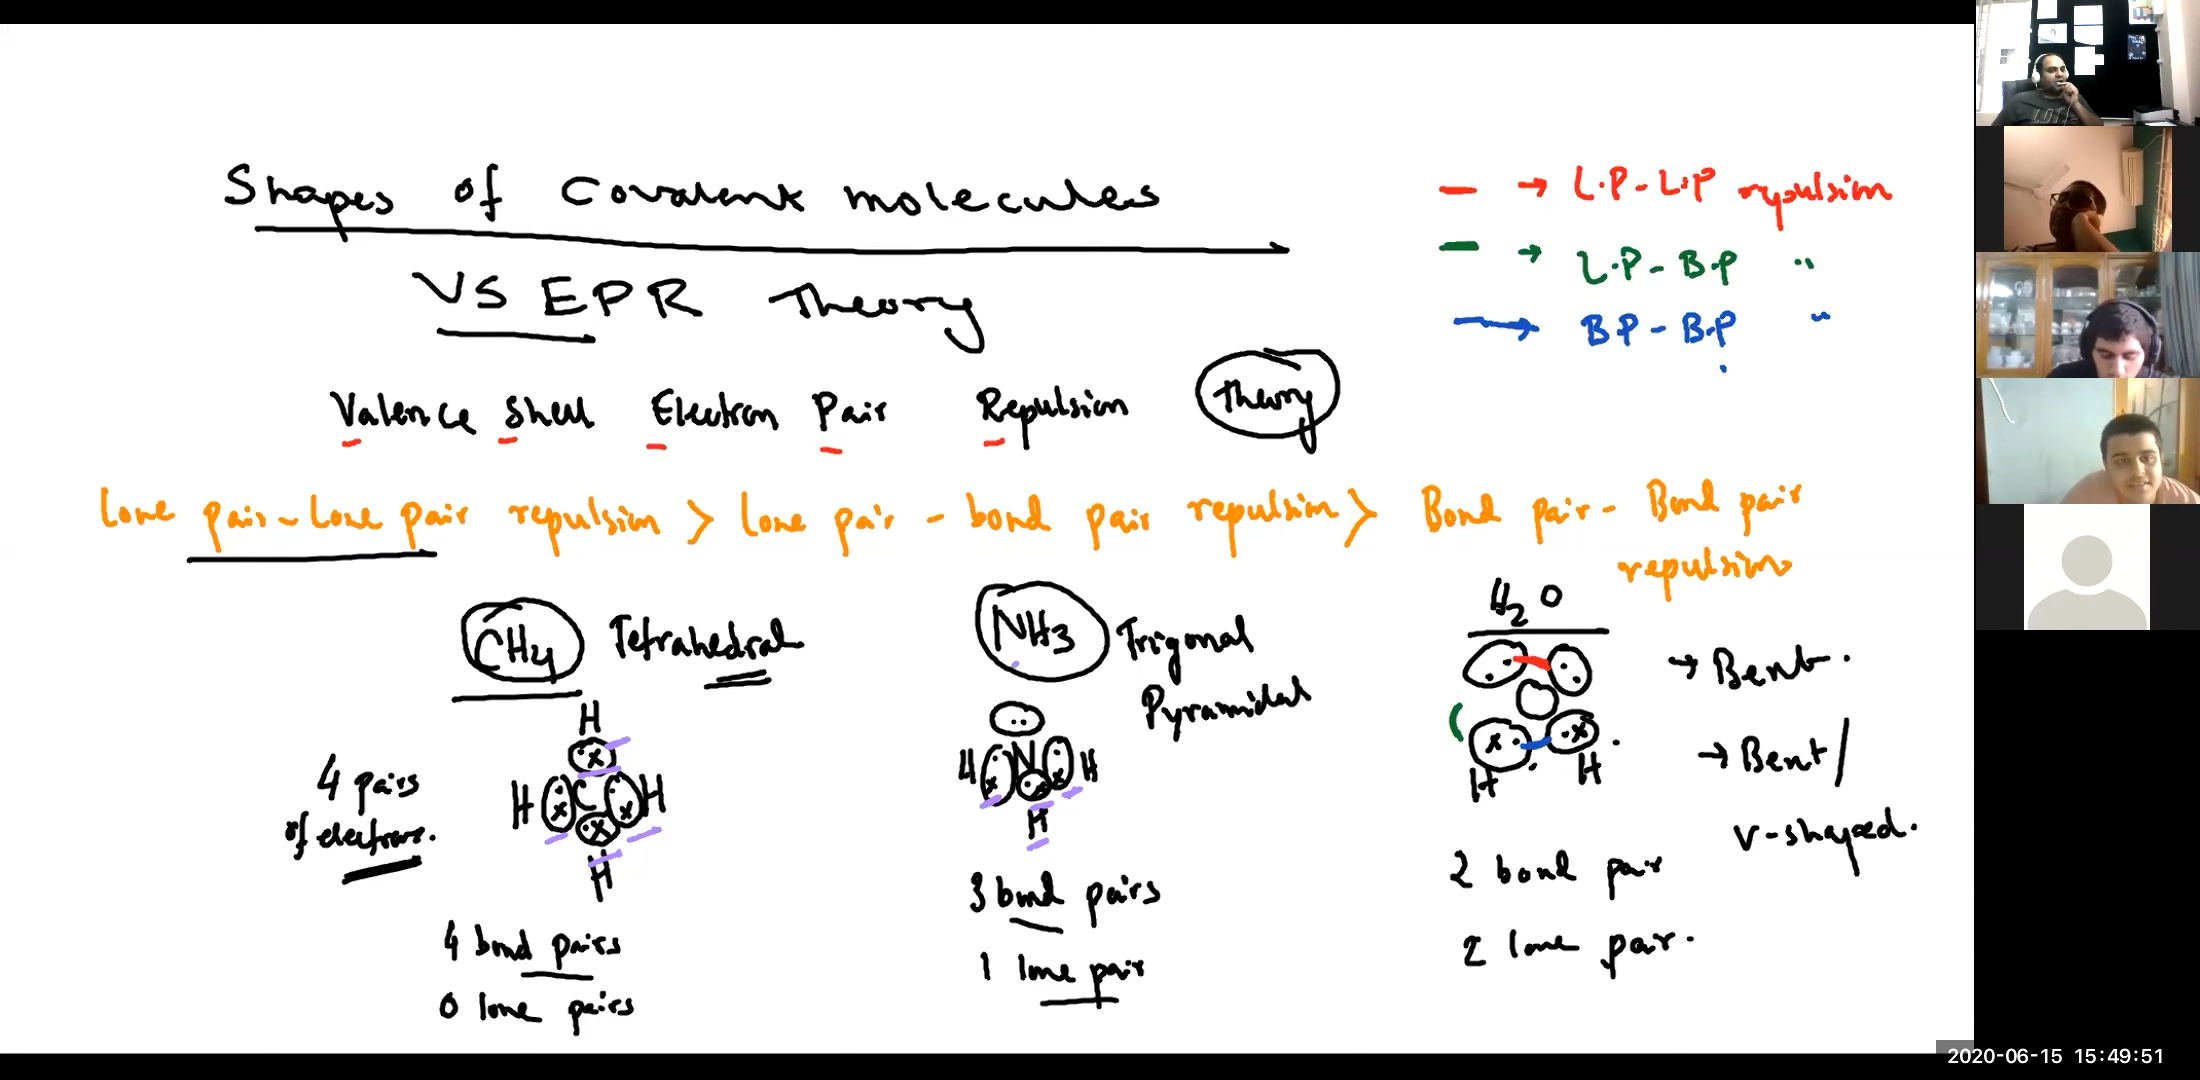 Shapes of Covalent molecules
VS EPR Theory
Valence Shell Electron Pair Repulsion Theory
→ L.P - L.P repulsion
→ L.P - B.P "
→ B.P - B.P "
Lone pair - Lone pair repulsion > lone pair - bond pair repulsion > Bond pair - Bond pair
repulsion
CH4 Tetrahedral
H
x
H x C x H
x
H
4 pairs
of electrons.
4 bond pairs
0 lone pairs
NH3 Trigonal
Pyramidal
N
H x x x H
H
3 bond pairs
1 lone pair
H2O
O
x x
H H
→ Bent.
→ Bent/
V-shaped.
2 bond pair
2 lone pair.
LOT
2020-06-15 15:49:51